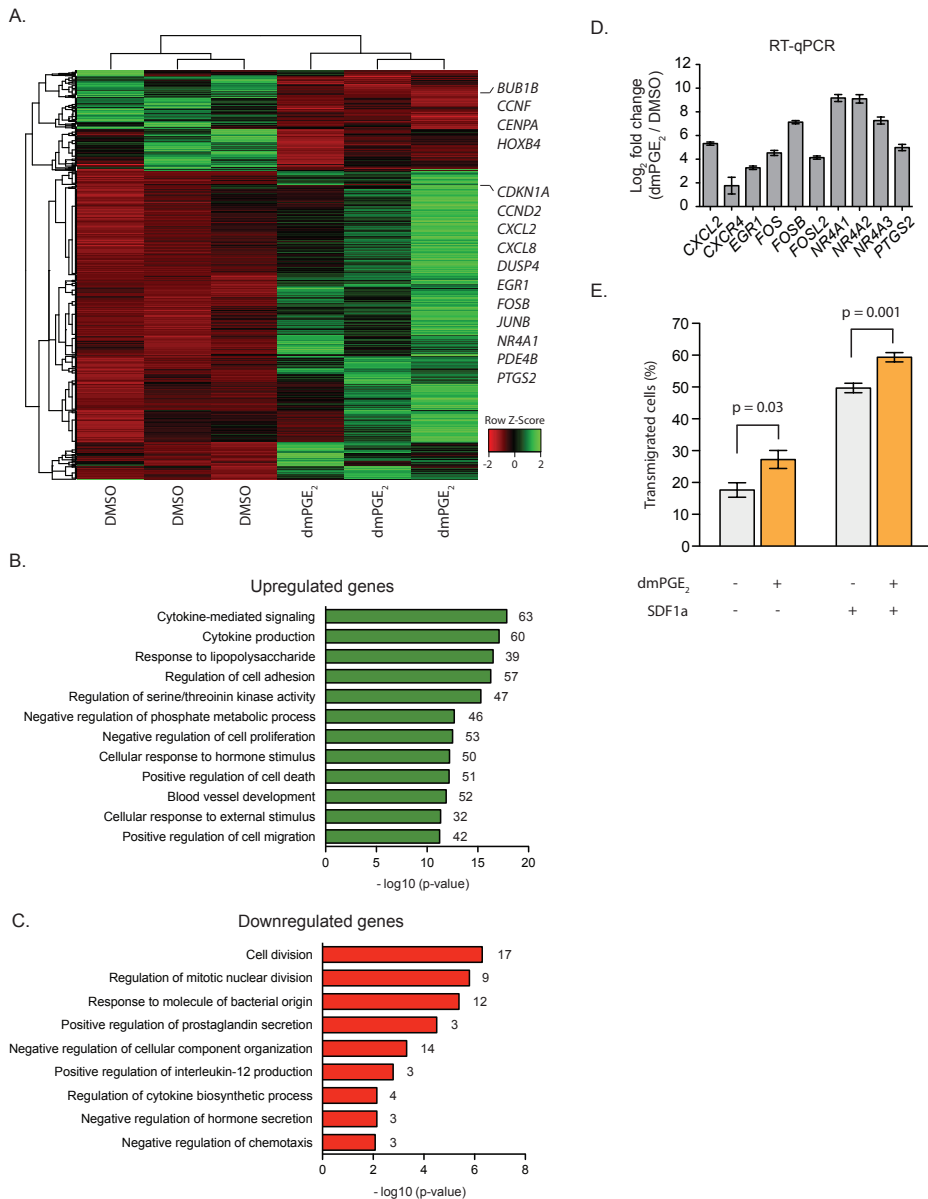 A.
BUB1B
CCNF
CENPA
HOXB4
CDKN1A
CCND2
CXCL2
CXCL8
DUSP4
EGR1
FOSB
JUNB
NR4A1
PDE4B
PTGS2
Row Z-Score
-2 0 2
DMSO DMSO DMSO dmPGE2 dmPGE2 dmPGE2
B.
Upregulated genes
Cytokine-mediated signaling 63
Cytokine production 60
Response to lipopolysaccharide 39
Regulation of cell adhesion 57
Regulation of serine/threoinin kinase activity 47
Negative regulation of phosphate metabolic process 46
Negative regulation of cell proliferation 53
Cellular response to hormone stimulus 50
Positive regulation of cell death 51
Blood vessel development 52
Cellular response to external stimulus 32
Positive regulation of cell migration 42
0 5 10 15 20
- log10 (p-value)
C.
Downregulated genes
Cell division 17
Regulation of mitotic nuclear division 9
Response to molecule of bacterial origin 12
Positive regulation of prostaglandin secretion 3
Negative regulation of cellular component organization 14
Positive regulation of interleukin-12 production 3
Regulation of cytokine biosynthetic process 4
Negative regulation of hormone secretion 3
Negative regulation of chemotaxis 3
0 2 4 6 8
- log10 (p-value)
D.
RT-qPCR
Log2 fold change
(dmPGE2 / DMSO)
12
10
8
6
4
2
0
CXCL2 CXCR4 EGR1 FOS FOSB FOSL2 NR4A1 NR4A2 NR4A3 PTGS2
E.
p = 0.001
p = 0.03
Transmigrated cells (%)
70
60
50
40
30
20
10
0
dmPGE2 - + - +
SDF1a - - + +